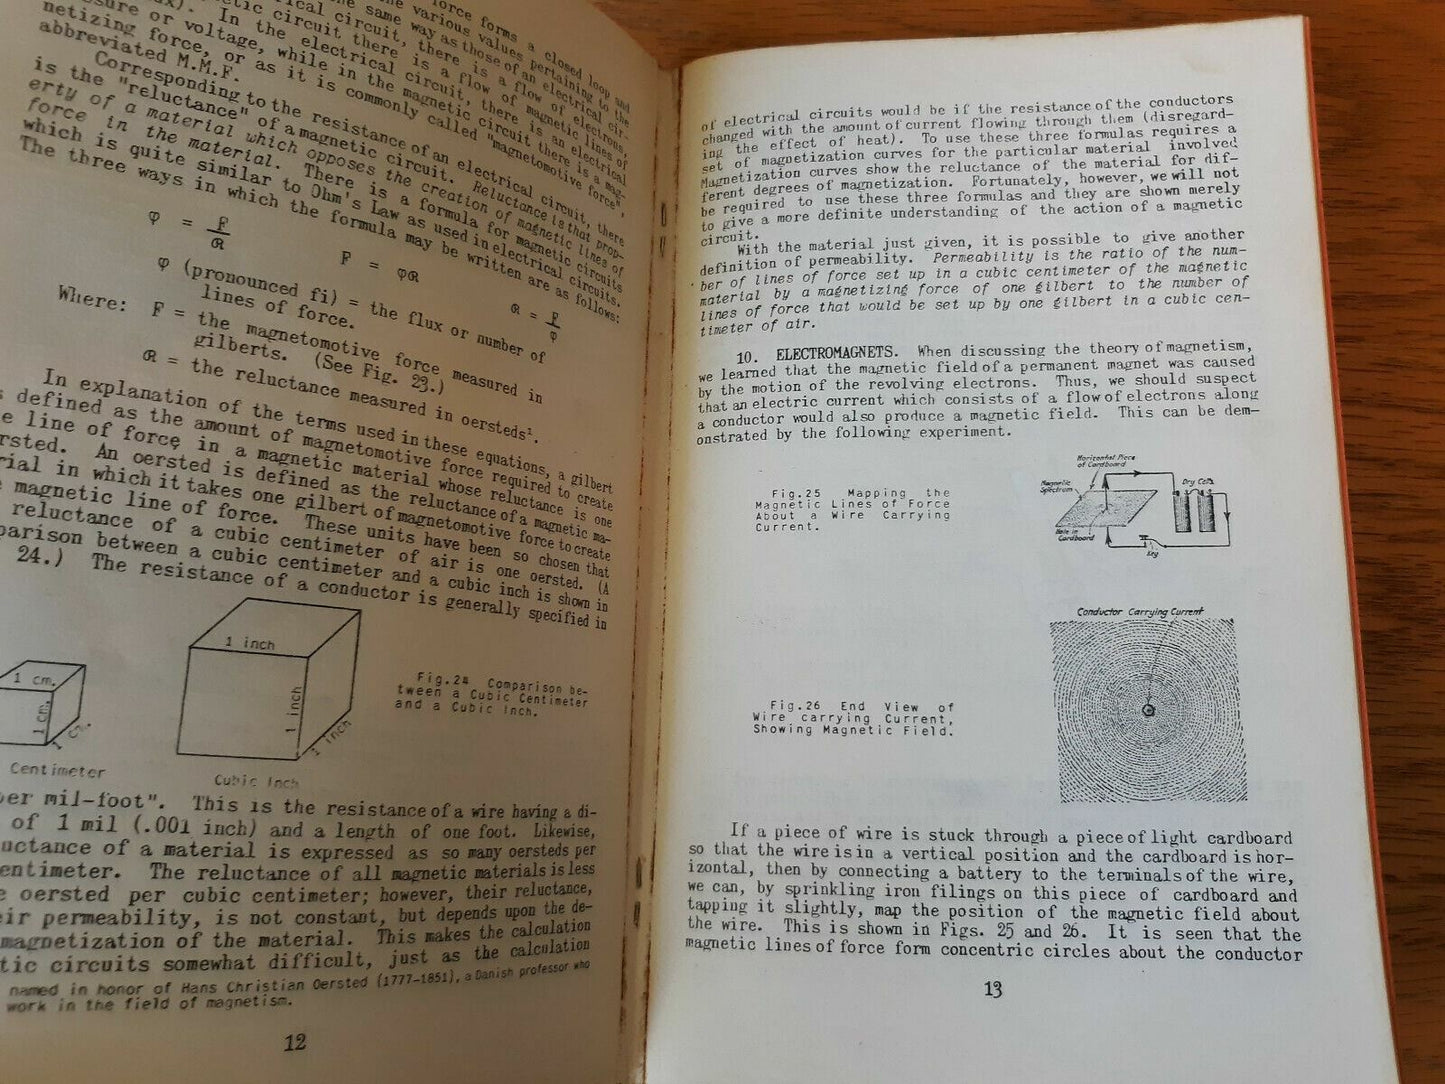 force forms a closed loop and
the various values pertaining to the
the same way as those of an electrical cir-
circuit, there is a flow of electrons,
In the magnetic circuit there is a flow of magnetic lines of
In the electrical circuit, there is an electrical
pressure or voltage, while in the magnetic circuit there is a mag-
netizing force, or as it is commonly called "magnetomotive force",
abbreviated M.M.F.
Corresponding to the resistance of an electrical circuit, there
is the "reluctance" of a magnetic circuit. Reluctance is that prop-
erty of a material which opposes the creation of magnetic lines of
force in the material. There is a formula for magnetic circuits
which is quite similar to Ohm's Law as used in electrical circuits.
The three ways in which the formula may be written are as follows:
φ = F/R
F = φR
R = F/φ
φ (pronounced fi) = the flux or number of
lines of force.
Where: F = the magnetomotive force measured in
gilberts. (See Fig. 23.)
R = the reluctance measured in oersteds¹.
In explanation of the terms used in these equations, a gilbert
defined as the amount of magnetomotive force required to create
line of force in a magnetic material whose reluctance is one
An oersted is defined as the reluctance of a magnetic ma-
in which it takes one gilbert of magnetomotive force to create
magnetic line of force. These units have been so chosen that
reluctance of a cubic centimeter of air is one oersted. (A
between a cubic centimeter and a cubic inch is shown in
24.) The resistance of a conductor is generally specified in
1 cm.
1 cm.
1 cm.
Centimeter
1 inch
1 inch
1 inch
Cubic Inch
Fig.24 Comparison be-
tween a Cubic Centimeter
and a Cubic Inch.
per mil-foot". This is the resistance of a wire having a di-
of 1 mil (.001 inch) and a length of one foot. Likewise,
of a material is expressed as so many oersteds per
The reluctance of all magnetic materials is less
oersted per cubic centimeter; however, their reluctance,
permeability, is not constant, but depends upon the de-
magnetization of the material. This makes the calculation
circuits somewhat difficult, just as the calculation
named in honor of Hans Christian Oersted (1777-1851), a Danish professor who
work in the field of magnetism.
12
of electrical circuits would be if the resistance of the conductors
changed with the amount of current flowing through them (disregard-
ing the effect of heat). To use these three formulas requires a
set of magnetization curves for the particular material involved
Magnetization curves show the reluctance of the material for dif-
ferent degrees of magnetization. Fortunately, however, we will not
be required to use these three formulas and they are shown merely
to give a more definite understanding of the action of a magnetic
circuit.
With the material just given, it is possible to give another
definition of permeability. Permeability is the ratio of the num-
ber of lines of force set up in a cubic centimeter of the magnetic
material by a magnetizing force of one gilbert to the number of
lines of force that would be set up by one gilbert in a cubic cen-
timeter of air.
10. ELECTROMAGNETS. When discussing the theory of magnetism,
we learned that the magnetic field of a permanent magnet was caused
by the motion of the revolving electrons. Thus, we should suspect
that an electric current which consists of a flow of electrons along
a conductor would also produce a magnetic field. This can be dem-
onstrated by the following experiment.
Fig.25 Mapping the
Magnetic Lines of Force
About a Wire Carrying
Current.
Horizontal Piece
of Cardboard
Magnetic
Spectrum
Dry Cells
Hole in
Cardboard
Key
Conductor Carrying Current
Fig.26 End View of
Wire carrying Current,
Showing Magnetic Field.
If a piece of wire is stuck through a piece of light cardboard
so that the wire is in a vertical position and the cardboard is hor-
izontal, then by connecting a battery to the terminals of the wire,
we can, by sprinkling iron filings on this piece of cardboard and
tapping it slightly, map the position of the magnetic field about
the wire. This is shown in Figs. 25 and 26. It is seen that the
magnetic lines of force form concentric circles about the conductor
13